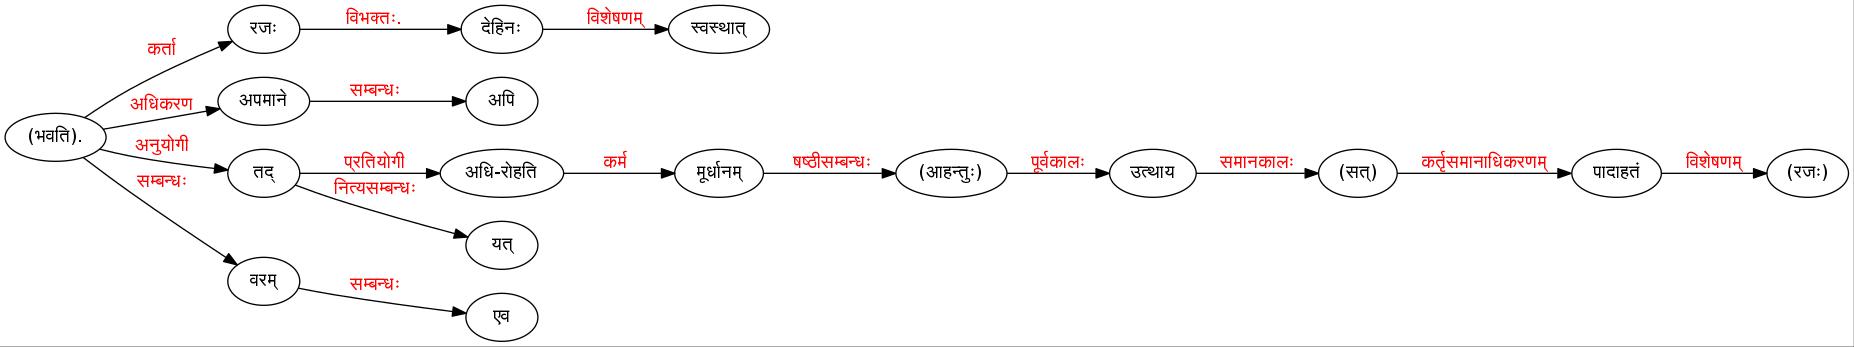 विभक्तः. विशेषणम्
रजः देहिनः स्वस्थात्
कर्ता
सम्बन्धः
अधिकरण अपमाने अपि
(भवति).
अनुयोगी
प्रतियोगी कर्म षष्ठीसम्बन्धः पूर्वकालः समानकालः कर्तृसमानाधिकरणम् विशेषणम्
तद् अधि-रोहति मूर्धानम् (आहन्तुः) उत्थाय (सत्) पादाहतं (रजः)
सम्बन्धः नित्यसम्बन्धः
यत्
वरम् सम्बन्धः
एव